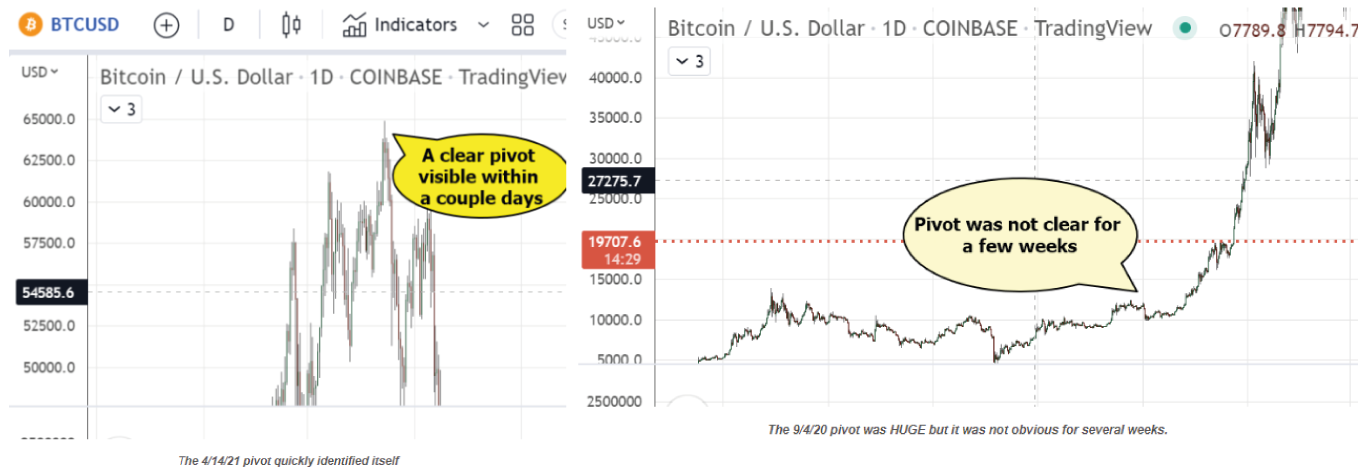 BTCUSD D Indicators
USD
Bitcoin / U.S. Dollar · 1D · COINBASE · TradingView
3
65000.0
62500.0
60000.0
57500.0
54585.6
52500.0
50000.0
A clear pivot
visible within
a couple days
The 4/14/21 pivot quickly identified itself
USD
Bitcoin / U.S. Dollar · 1D · COINBASE · TradingView O7789.8 H7794.7
3
40000.0
35000.0
30000.0
27275.7
25000.0
19707.6
14:29
15000.0
10000.0
5000.0
2500000
Pivot was not clear for
a few weeks
The 9/4/20 pivot was HUGE but it was not obvious for several weeks.